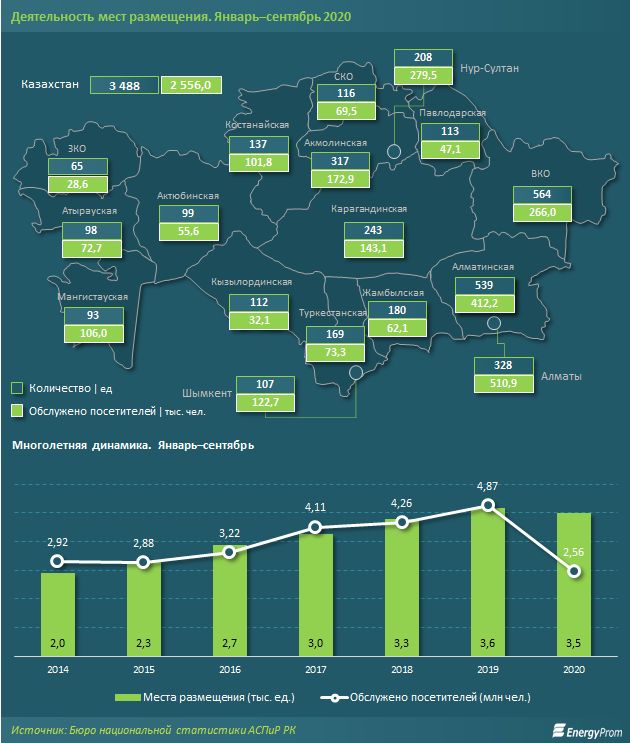 Деятельность мест размещения. Январь–сентябрь 2020
Казахстан
3 488
2 556,0
208
279,5
Нур-Султан
СКО
116
69,5
Костанайская
137
101,8
Акмолинская
317
172,9
Павлодарская
113
47,1
ЗКО
65
28,6
ВКО
564
266,0
Атырауская
98
72,7
Актюбинская
99
55,6
Карагандинская
243
143,1
Мангистауская
93
106,0
Кызылординская
112
32,1
Туркестанская
169
73,3
Жамбылская
180
62,1
Алматинская
539
412,2
328
510,9
Алматы
Шымкент
107
122,7
Количество | ед
Обслужено посетителей | тыс. чел.
Многолетняя динамика. Январь–сентябрь
2,92
2,88
3,22
4,11
4,26
4,87
2,56
2,0
2,3
2,7
3,0
3,3
3,6
3,5
2014
2015
2016
2017
2018
2019
2020
Места размещения (тыс. ед.)
Обслужено посетителей (млн чел.)
Источник: Бюро национальной статистики АСПиР РК
EnergyProm